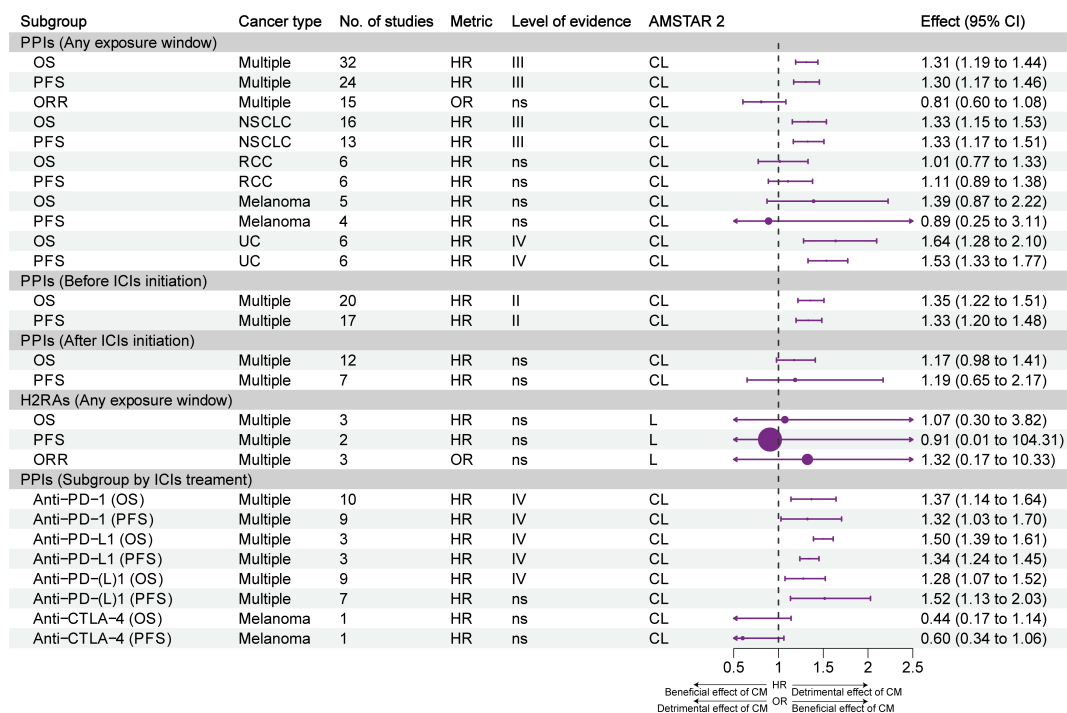 Subgroup Cancer type No. of studies Metric Level of evidence AMSTAR 2 Effect (95% CI)
PPIs (Any exposure window)
OS Multiple 32 HR III CL 1.31 (1.19 to 1.44)
PFS Multiple 24 HR III CL 1.30 (1.17 to 1.46)
ORR Multiple 15 OR ns CL 0.81 (0.60 to 1.08)
OS NSCLC 16 HR III CL 1.33 (1.15 to 1.53)
PFS NSCLC 13 HR III CL 1.33 (1.17 to 1.51)
OS RCC 6 HR ns CL 1.01 (0.77 to 1.33)
PFS RCC 6 HR ns CL 1.11 (0.89 to 1.38)
OS Melanoma 5 HR ns CL 1.39 (0.87 to 2.22)
PFS Melanoma 4 HR ns CL 0.89 (0.25 to 3.11)
OS UC 6 HR IV CL 1.64 (1.28 to 2.10)
PFS UC 6 HR IV CL 1.53 (1.33 to 1.77)
PPIs (Before ICIs initiation)
OS Multiple 20 HR II CL 1.35 (1.22 to 1.51)
PFS Multiple 17 HR II CL 1.33 (1.20 to 1.48)
PPIs (After ICIs initiation)
OS Multiple 12 HR ns CL 1.17 (0.98 to 1.41)
PFS Multiple 7 HR ns CL 1.19 (0.65 to 2.17)
H2RAs (Any exposure window)
OS Multiple 3 HR ns L 1.07 (0.30 to 3.82)
PFS Multiple 2 HR ns L 0.91 (0.01 to 104.31)
ORR Multiple 3 OR ns L 1.32 (0.17 to 10.33)
PPIs (Subgroup by ICIs treament)
Anti−PD−1 (OS) Multiple 10 HR IV CL 1.37 (1.14 to 1.64)
Anti−PD−1 (PFS) Multiple 9 HR IV CL 1.32 (1.03 to 1.70)
Anti−PD−L1 (OS) Multiple 3 HR IV CL 1.50 (1.39 to 1.61)
Anti−PD−L1 (PFS) Multiple 3 HR IV CL 1.34 (1.24 to 1.45)
Anti−PD−(L)1 (OS) Multiple 9 HR IV CL 1.28 (1.07 to 1.52)
Anti−PD−(L)1 (PFS) Multiple 7 HR ns CL 1.52 (1.13 to 2.03)
Anti−CTLA−4 (OS) Melanoma 1 HR ns CL 0.44 (0.17 to 1.14)
Anti−CTLA−4 (PFS) Melanoma 1 HR ns CL 0.60 (0.34 to 1.06)
0.5 1 1.5 2 2.5
HR
Beneficial effect of CM Detrimental effect of CM
OR
Detrimental effect of CM Beneficial effect of CM